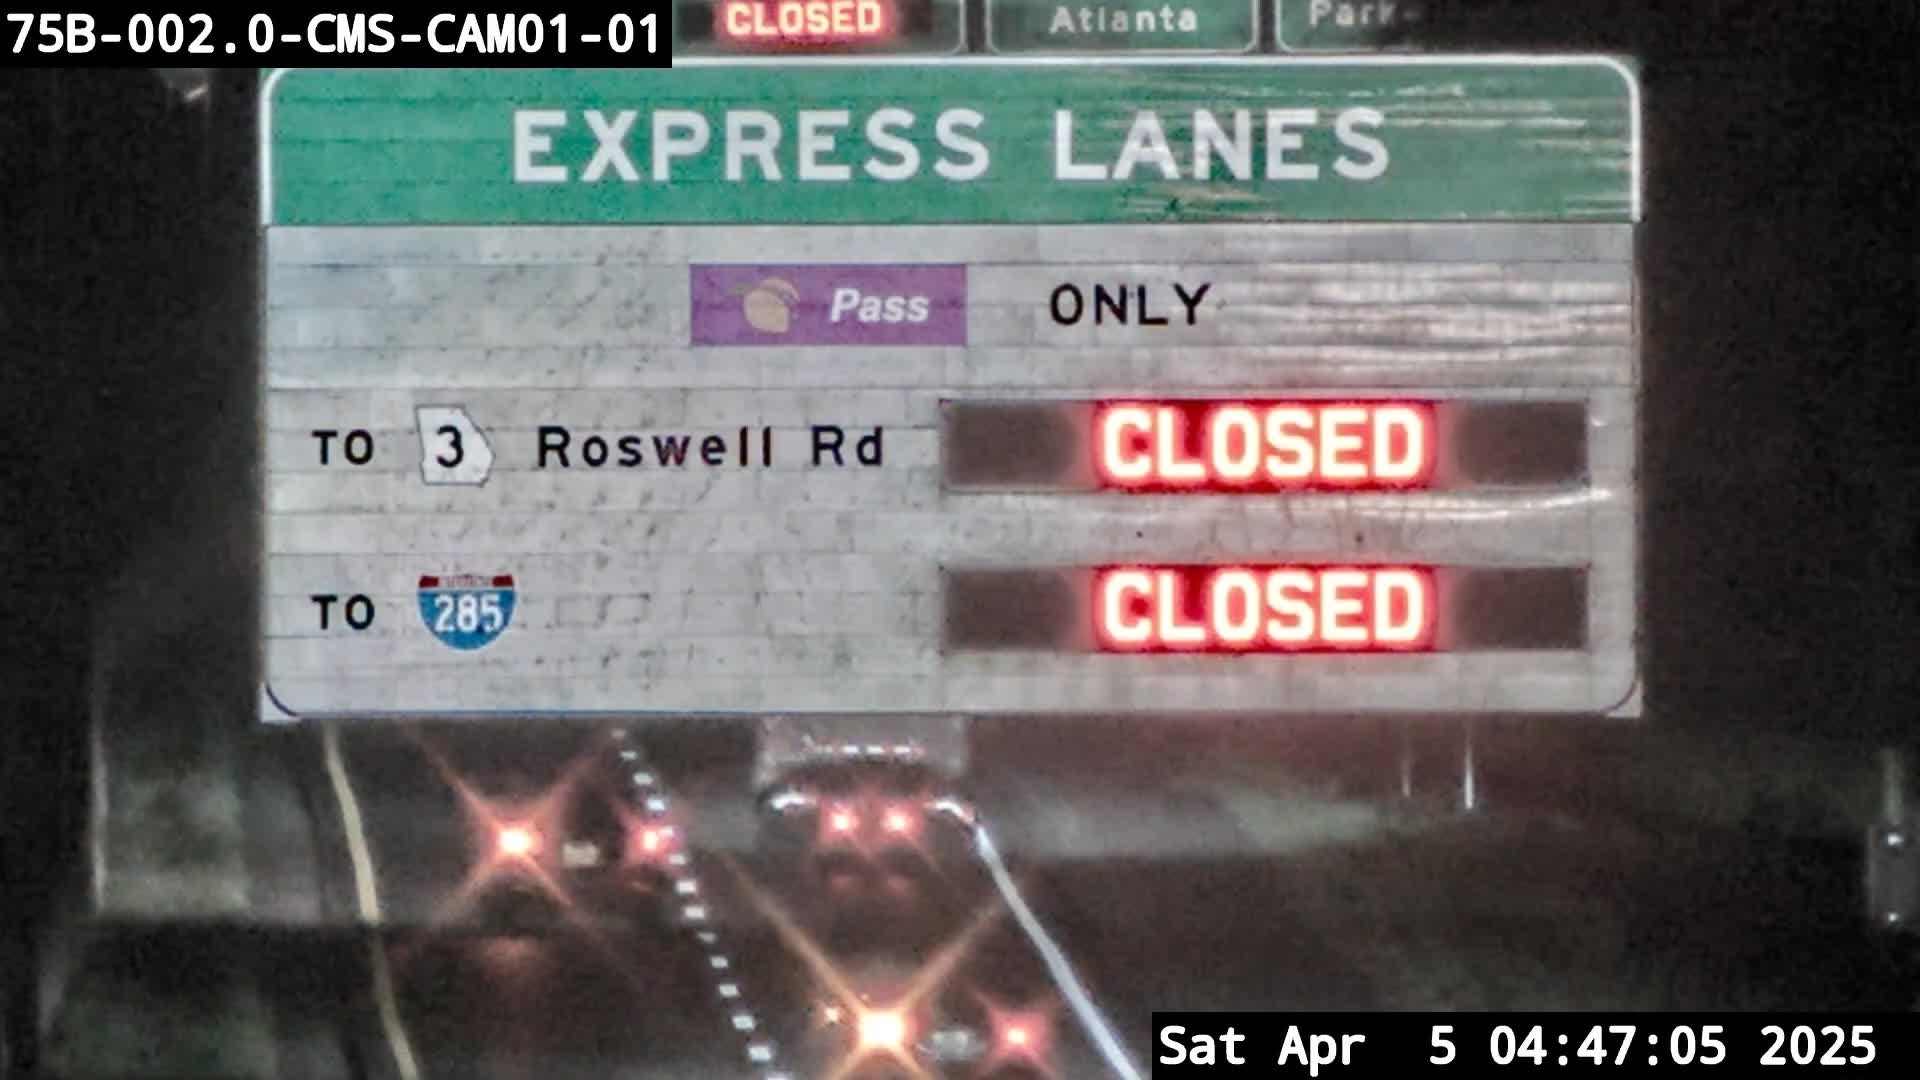 75B-002.0-CMS-CAM01-01
CLOSED
Atlanta
Park
EXPRESS LANES
Pass ONLY
TO 3 Roswell Rd CLOSED
TO 285 CLOSED
Sat Apr 5 04:47:05 2025